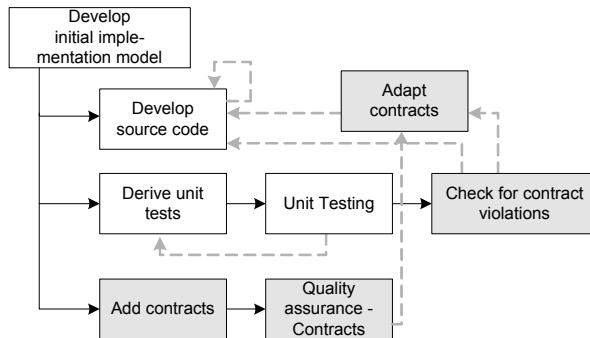 Develop
initial imple-
mentation model
Develop
source code
Adapt
contracts
Derive unit
tests
Unit Testing
Check for contract
violations
Add contracts
Quality
assurance -
Contracts